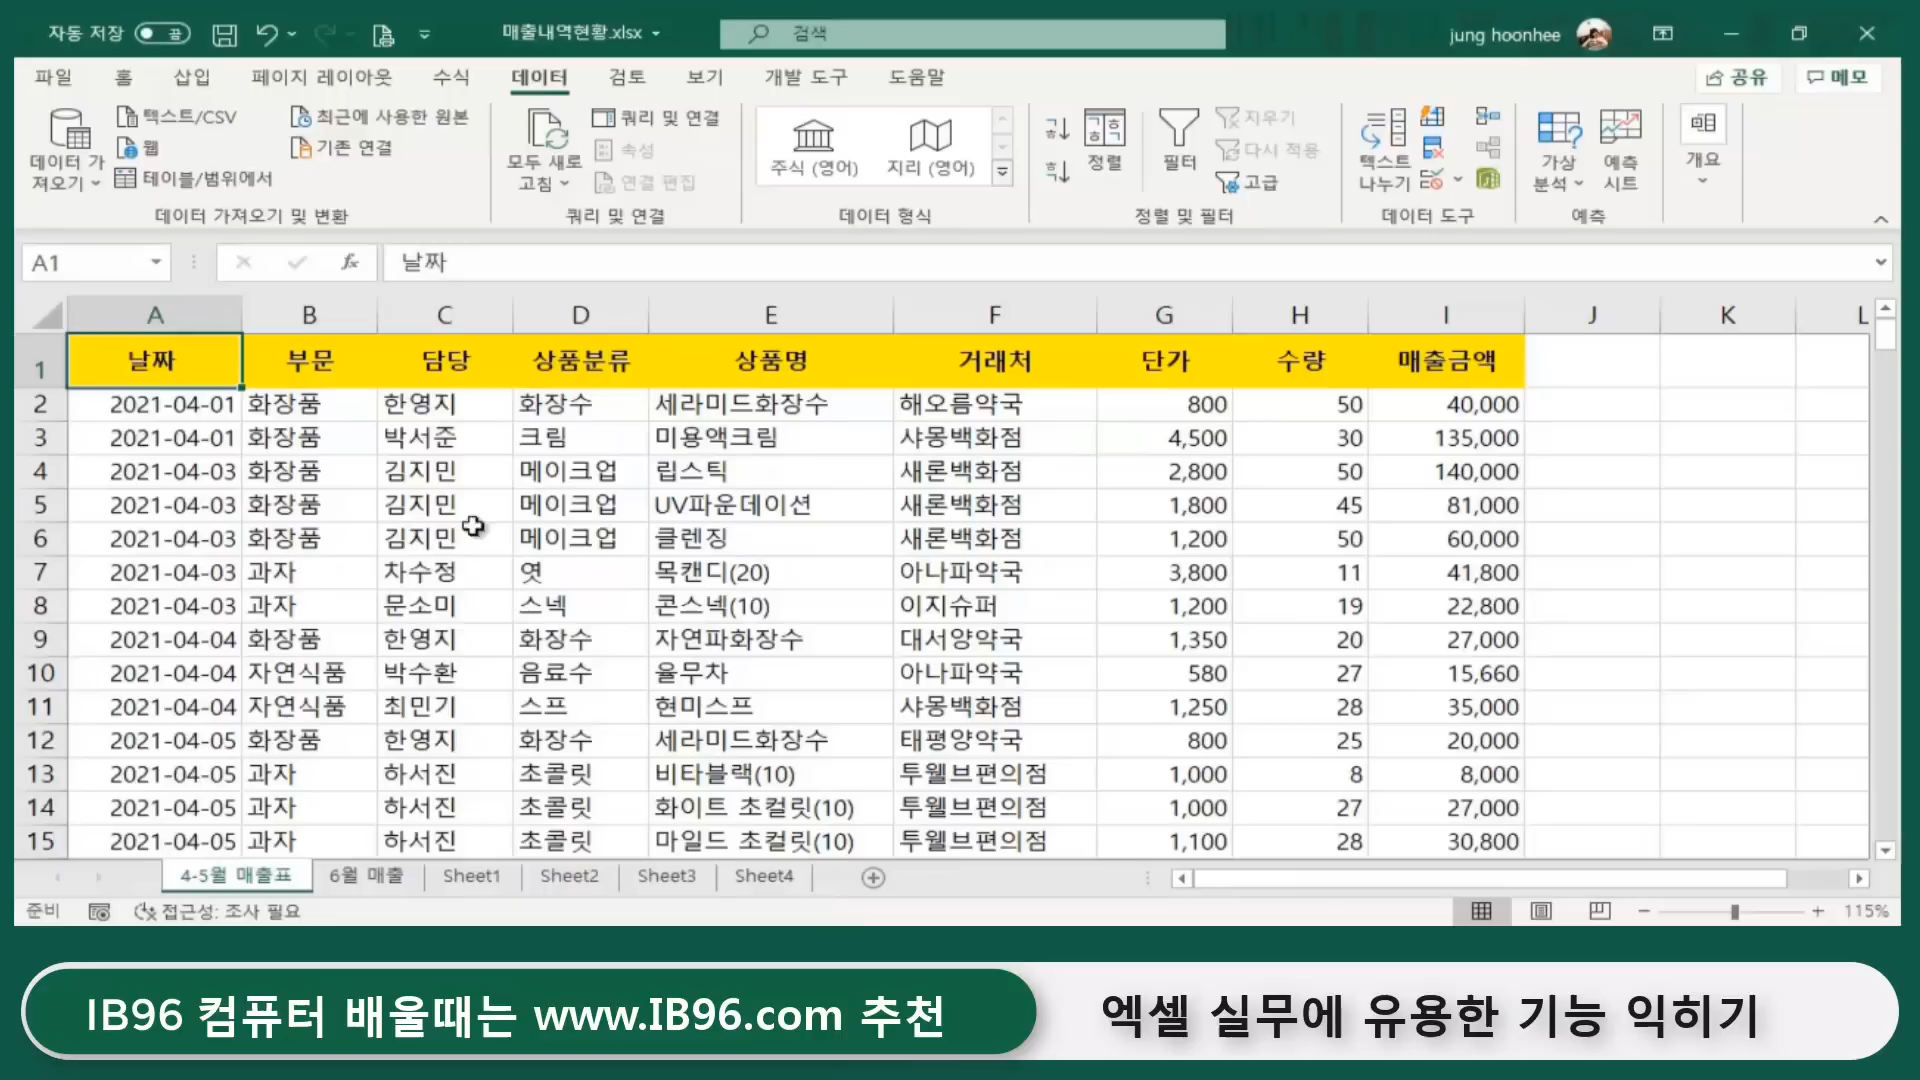 자동 저장 끔 매출내역현황.xlsx 검색 jung hoonhee
파일 홈 삽입 페이지 레이아웃 수식 데이터 검토 보기 개발 도구 도움말 공유 메모
데이터 가져오기
텍스트/CSV
웹
테이블/범위에서
최근에 사용한 원본
기존 연결
데이터 가져오기 및 변환
모두 새로 고침
쿼리 및 연결
속성
연결 편집
쿼리 및 연결
주식 (영어) 지리 (영어)
데이터 형식
정렬
필터
지우기
다시 적용
고급
정렬 및 필터
텍스트 나누기
데이터 도구
가상 분석
예측 시트
예측
개요
A1 fx 날짜
A B C D E F G H I J K L
1 날짜 부문 담당 상품분류 상품명 거래처 단가 수량 매출금액
2 2021-04-01 화장품 한영지 화장수 세라미드화장수 해오름약국 800 50 40,000
3 2021-04-01 화장품 박서준 크림 미용액크림 샤몽백화점 4,500 30 135,000
4 2021-04-03 화장품 김지민 메이크업 립스틱 새론백화점 2,800 50 140,000
5 2021-04-03 화장품 김지민 메이크업 UV파운데이션 새론백화점 1,800 45 81,000
6 2021-04-03 화장품 김지민 메이크업 클렌징 새론백화점 1,200 50 60,000
7 2021-04-03 과자 차수정 엿 목캔디(20) 아나파약국 3,800 11 41,800
8 2021-04-03 과자 문소미 스넥 콘스넥(10) 이지슈퍼 1,200 19 22,800
9 2021-04-04 화장품 한영지 화장수 자연파화장수 대서양약국 1,350 20 27,000
10 2021-04-04 자연식품 박수환 음료수 율무차 아나파약국 580 27 15,660
11 2021-04-04 자연식품 최민기 스프 현미스프 샤몽백화점 1,250 28 35,000
12 2021-04-05 화장품 한영지 화장수 세라미드화장수 태평양약국 800 25 20,000
13 2021-04-05 과자 하서진 초콜릿 비타블랙(10) 투웰브편의점 1,000 8 8,000
14 2021-04-05 과자 하서진 초콜릿 화이트 초컬릿(10) 투웰브편의점 1,000 27 27,000
15 2021-04-05 과자 하서진 초콜릿 마일드 초컬릿(10) 투웰브편의점 1,100 28 30,800
4-5월 매출표 6월 매출 Sheet1 Sheet2 Sheet3 Sheet4
준비 접근성: 조사 필요 115%
IB96 컴퓨터 배울때는 www.IB96.com 추천 엑셀 실무에 유용한 기능 익히기